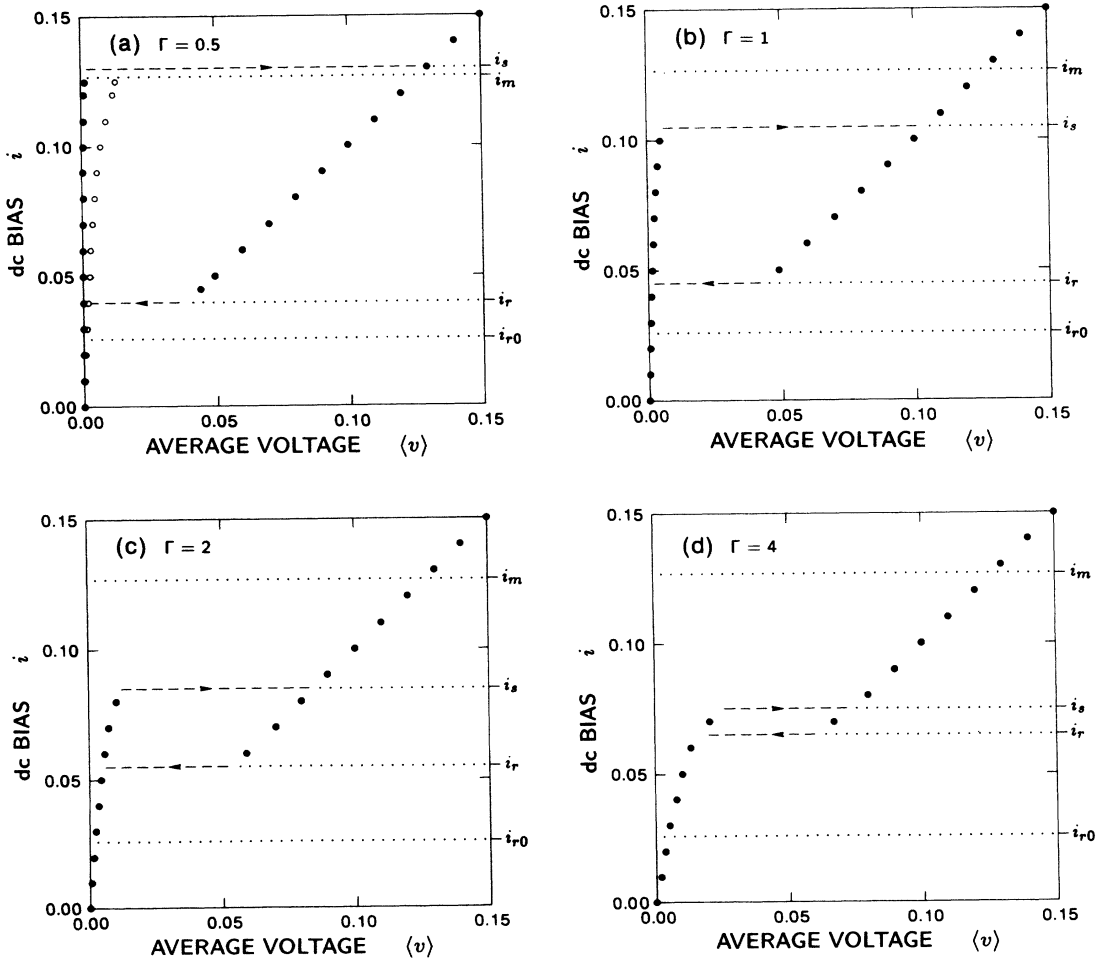 (a) Γ = 0.5
0.15
0.10
0.05
0.00
dc BIAS i
i_s
i_m
i_r
i_r0
0.00 0.05 0.10 0.15
AVERAGE VOLTAGE ⟨v⟩
(b) Γ = 1
0.15
0.10
0.05
0.00
dc BIAS i
i_m
i_s
i_r
i_r0
0.00 0.05 0.10 0.15
AVERAGE VOLTAGE ⟨v⟩
(c) Γ = 2
0.15
0.10
0.05
0.00
dc BIAS i
i_m
i_s
i_r
i_r0
0.00 0.05 0.10 0.15
AVERAGE VOLTAGE ⟨v⟩
(d) Γ = 4
0.15
0.10
0.05
0.00
dc BIAS i
i_m
i_s
i_r
i_r0
0.00 0.05 0.10 0.15
AVERAGE VOLTAGE ⟨v⟩